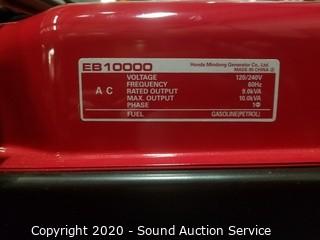 EB10000
Honda Mindong Generator Co., Ltd.
MADE IN CHINA
AC
VOLTAGE 120/240V
FREQUENCY 60Hz
RATED OUTPUT 9.0kVA
MAX. OUTPUT 10.0kVA
PHASE 1Φ
FUEL GASOLINE(PETROL)
Copyright 2020 - Sound Auction Service